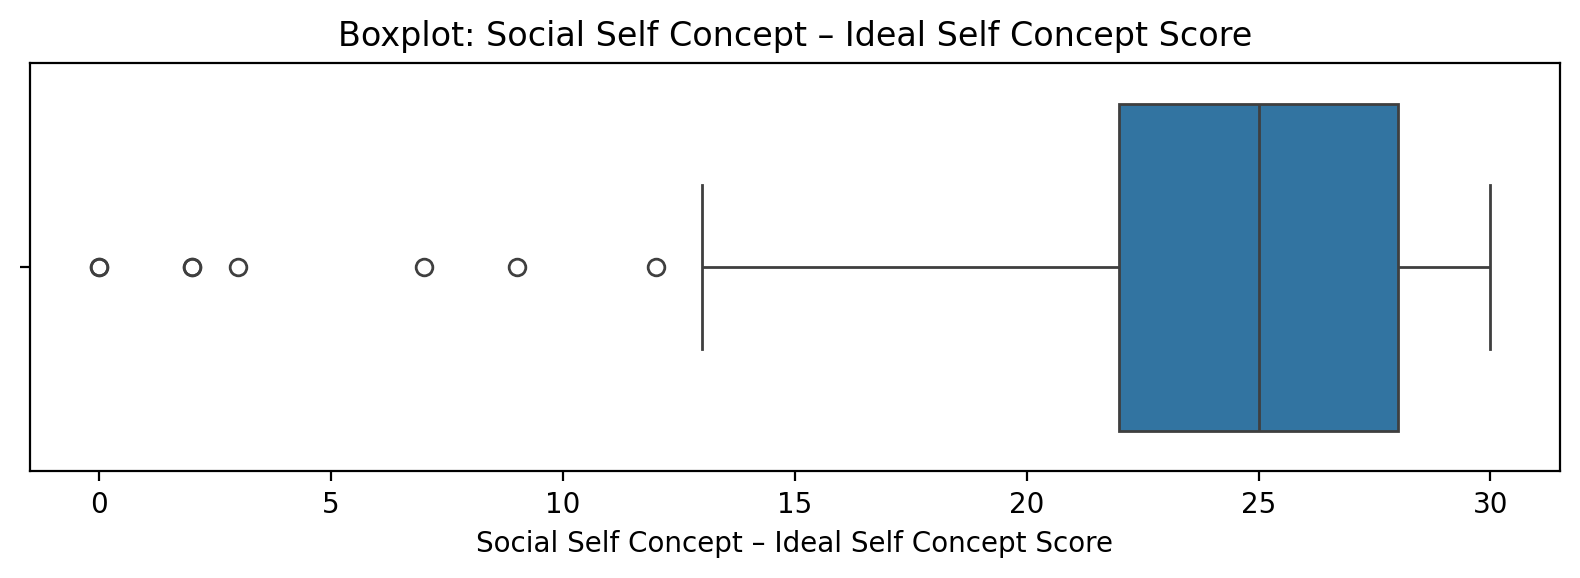 Boxplot: Social Self Concept – Ideal Self Concept Score
0 5 10 15 20 25 30
Social Self Concept – Ideal Self Concept Score